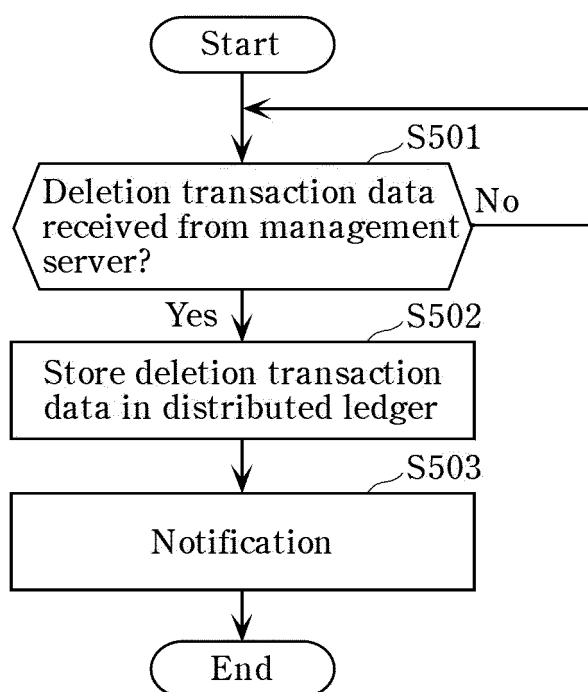 Start
S501
Deletion transaction data
received from management
server?
No
Yes
S502
Store deletion transaction
data in distributed ledger
S503
Notification
End